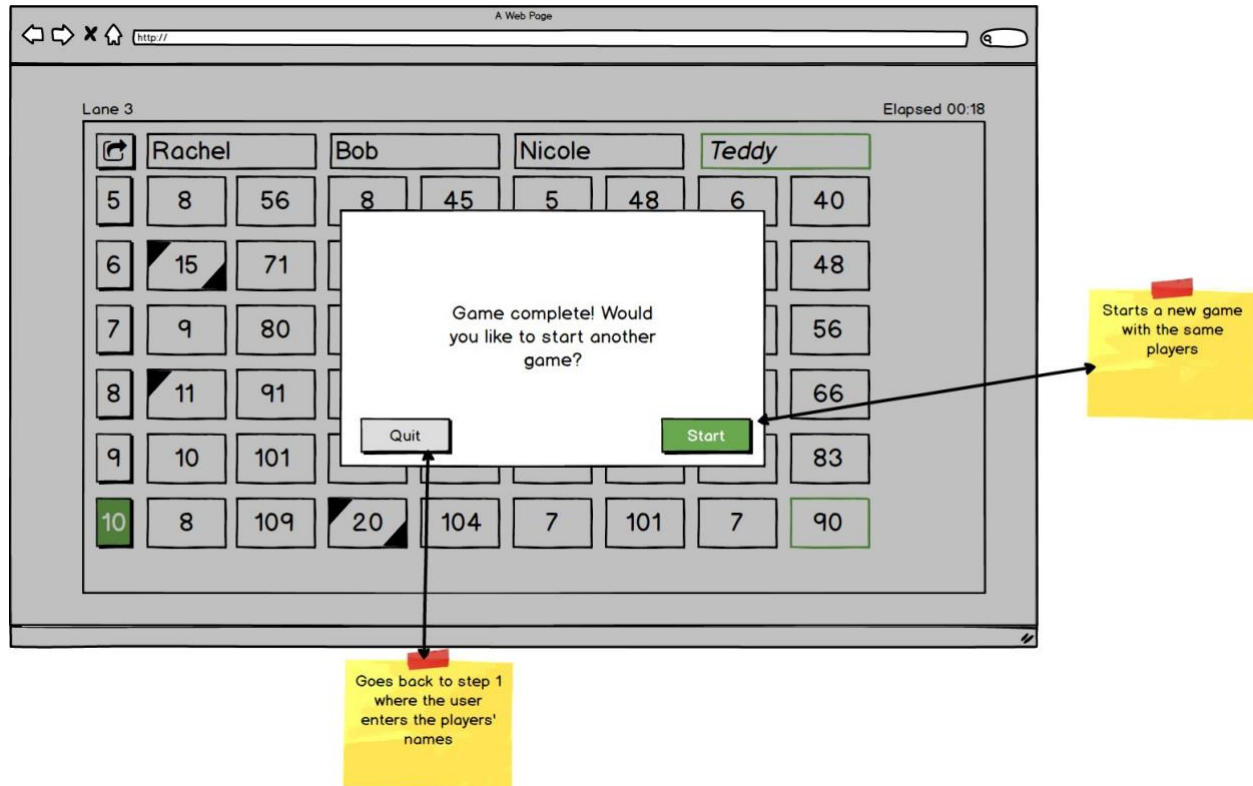 A Web Page
http://
Lane 3 Elapsed 00:18
Rachel Bob Nicole Teddy
5 8 56 8 45 5 48 6 40
6 15 71 48
7 9 80 56
Game complete! Would
you like to start another
game?
8 11 91 66
Quit Start
9 10 101 83
10 8 109 20 104 7 101 7 90
Starts a new game
with the same
players
Goes back to step 1
where the user
enters the players'
names